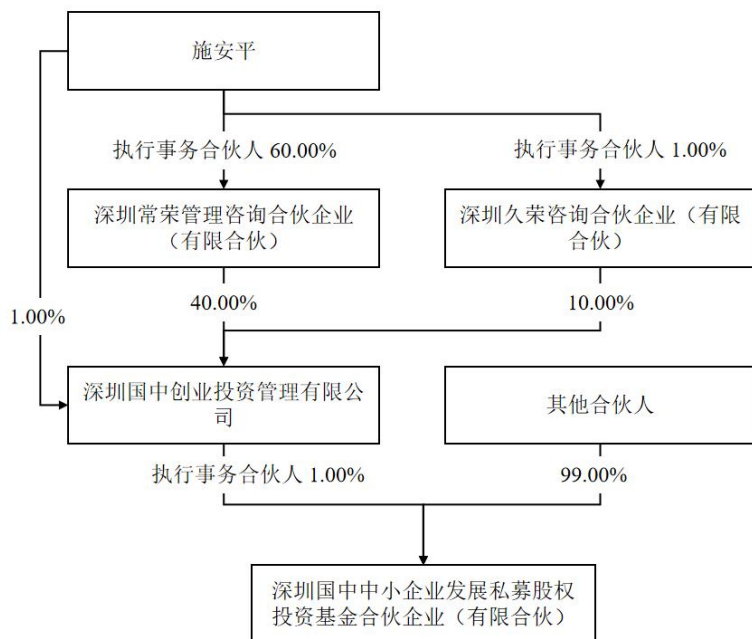 施安平
执行事务合伙人 60.00%
执行事务合伙人 1.00%
深圳常荣管理咨询合伙企业
（有限合伙）
深圳久荣咨询合伙企业（有限
合伙）
1.00%
40.00%
10.00%
深圳国中创业投资管理有限公
司
其他合伙人
执行事务合伙人 1.00%
99.00%
深圳国中中小企业发展私募股权
投资基金合伙企业（有限合伙）